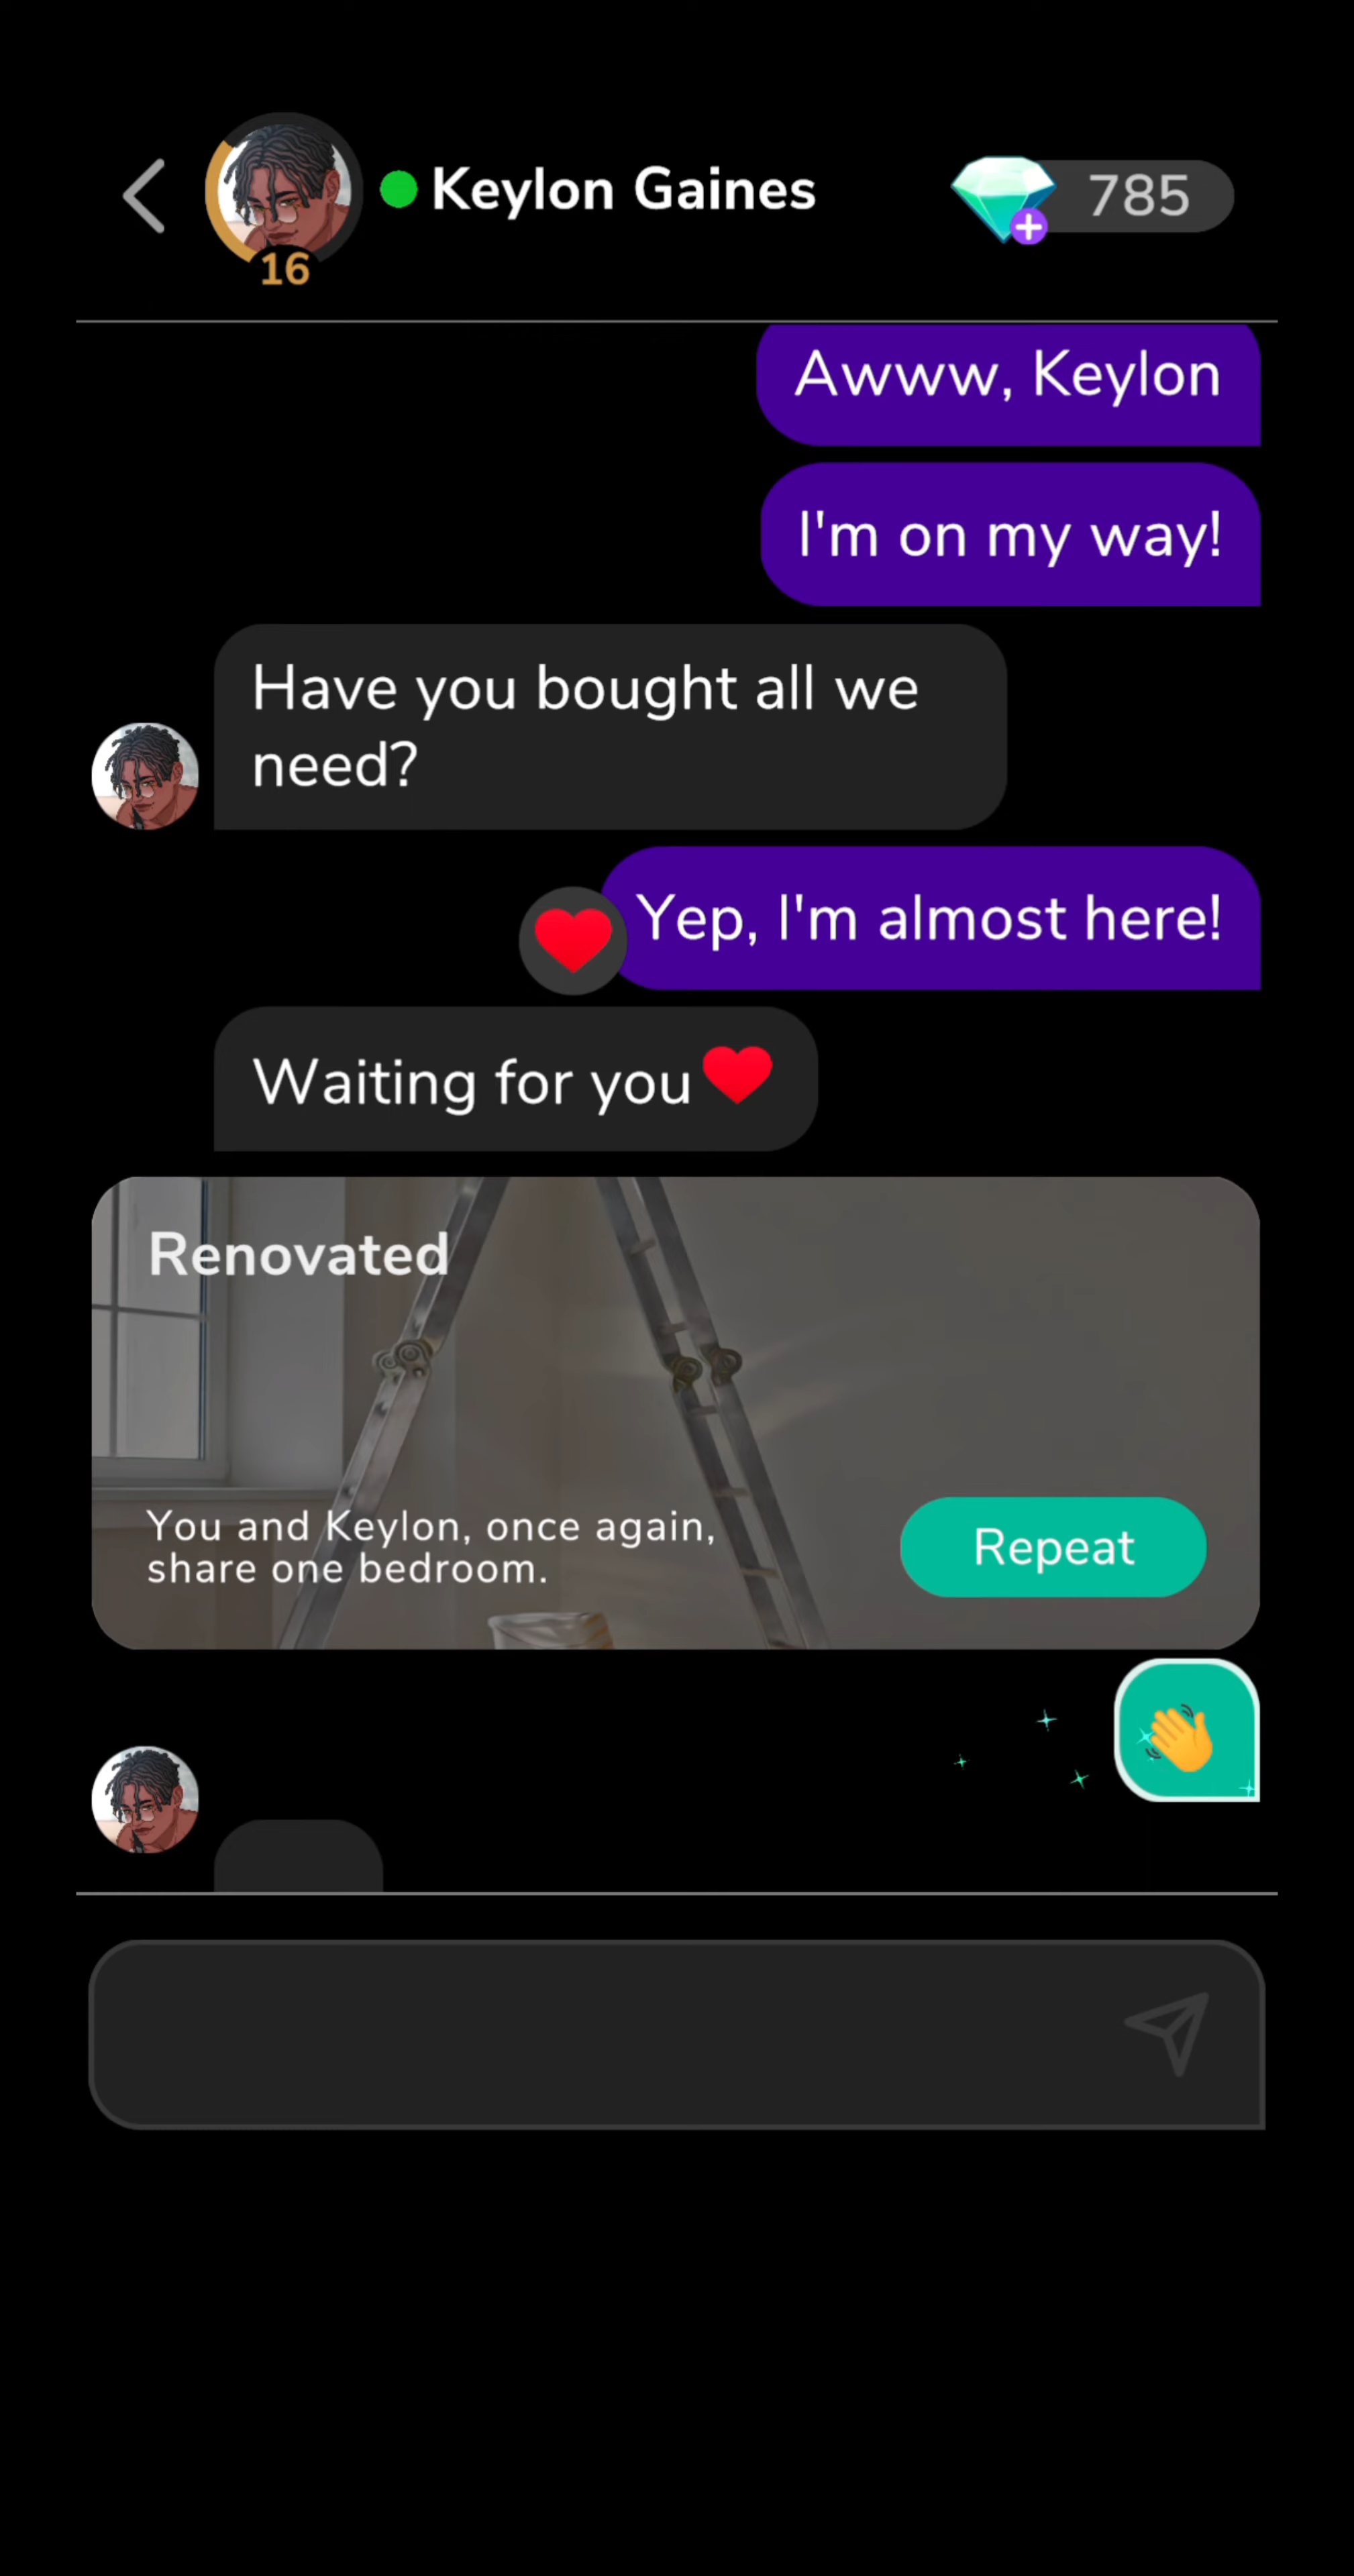 Keylon Gaines
785
16
Awww, Keylon
I'm on my way!
Have you bought all we
need?
Yep, I'm almost here!
Waiting for you
Renovated
You and Keylon, once again,
share one bedroom.
Repeat